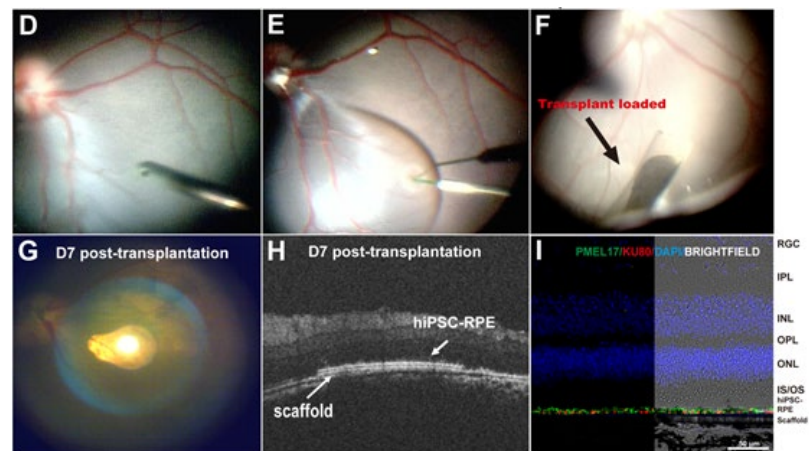 D
E
F
Transplant loaded
G
D7 post-transplantation
H
D7 post-transplantation
hiPSC-RPE
scaffold
I
PMEL17/KU80/DAPI/BRIGHTFIELD
RGC
IPL
INL
OPL
ONL
IS/OS
hiPSC-
RPE
Scaffold
50 µm